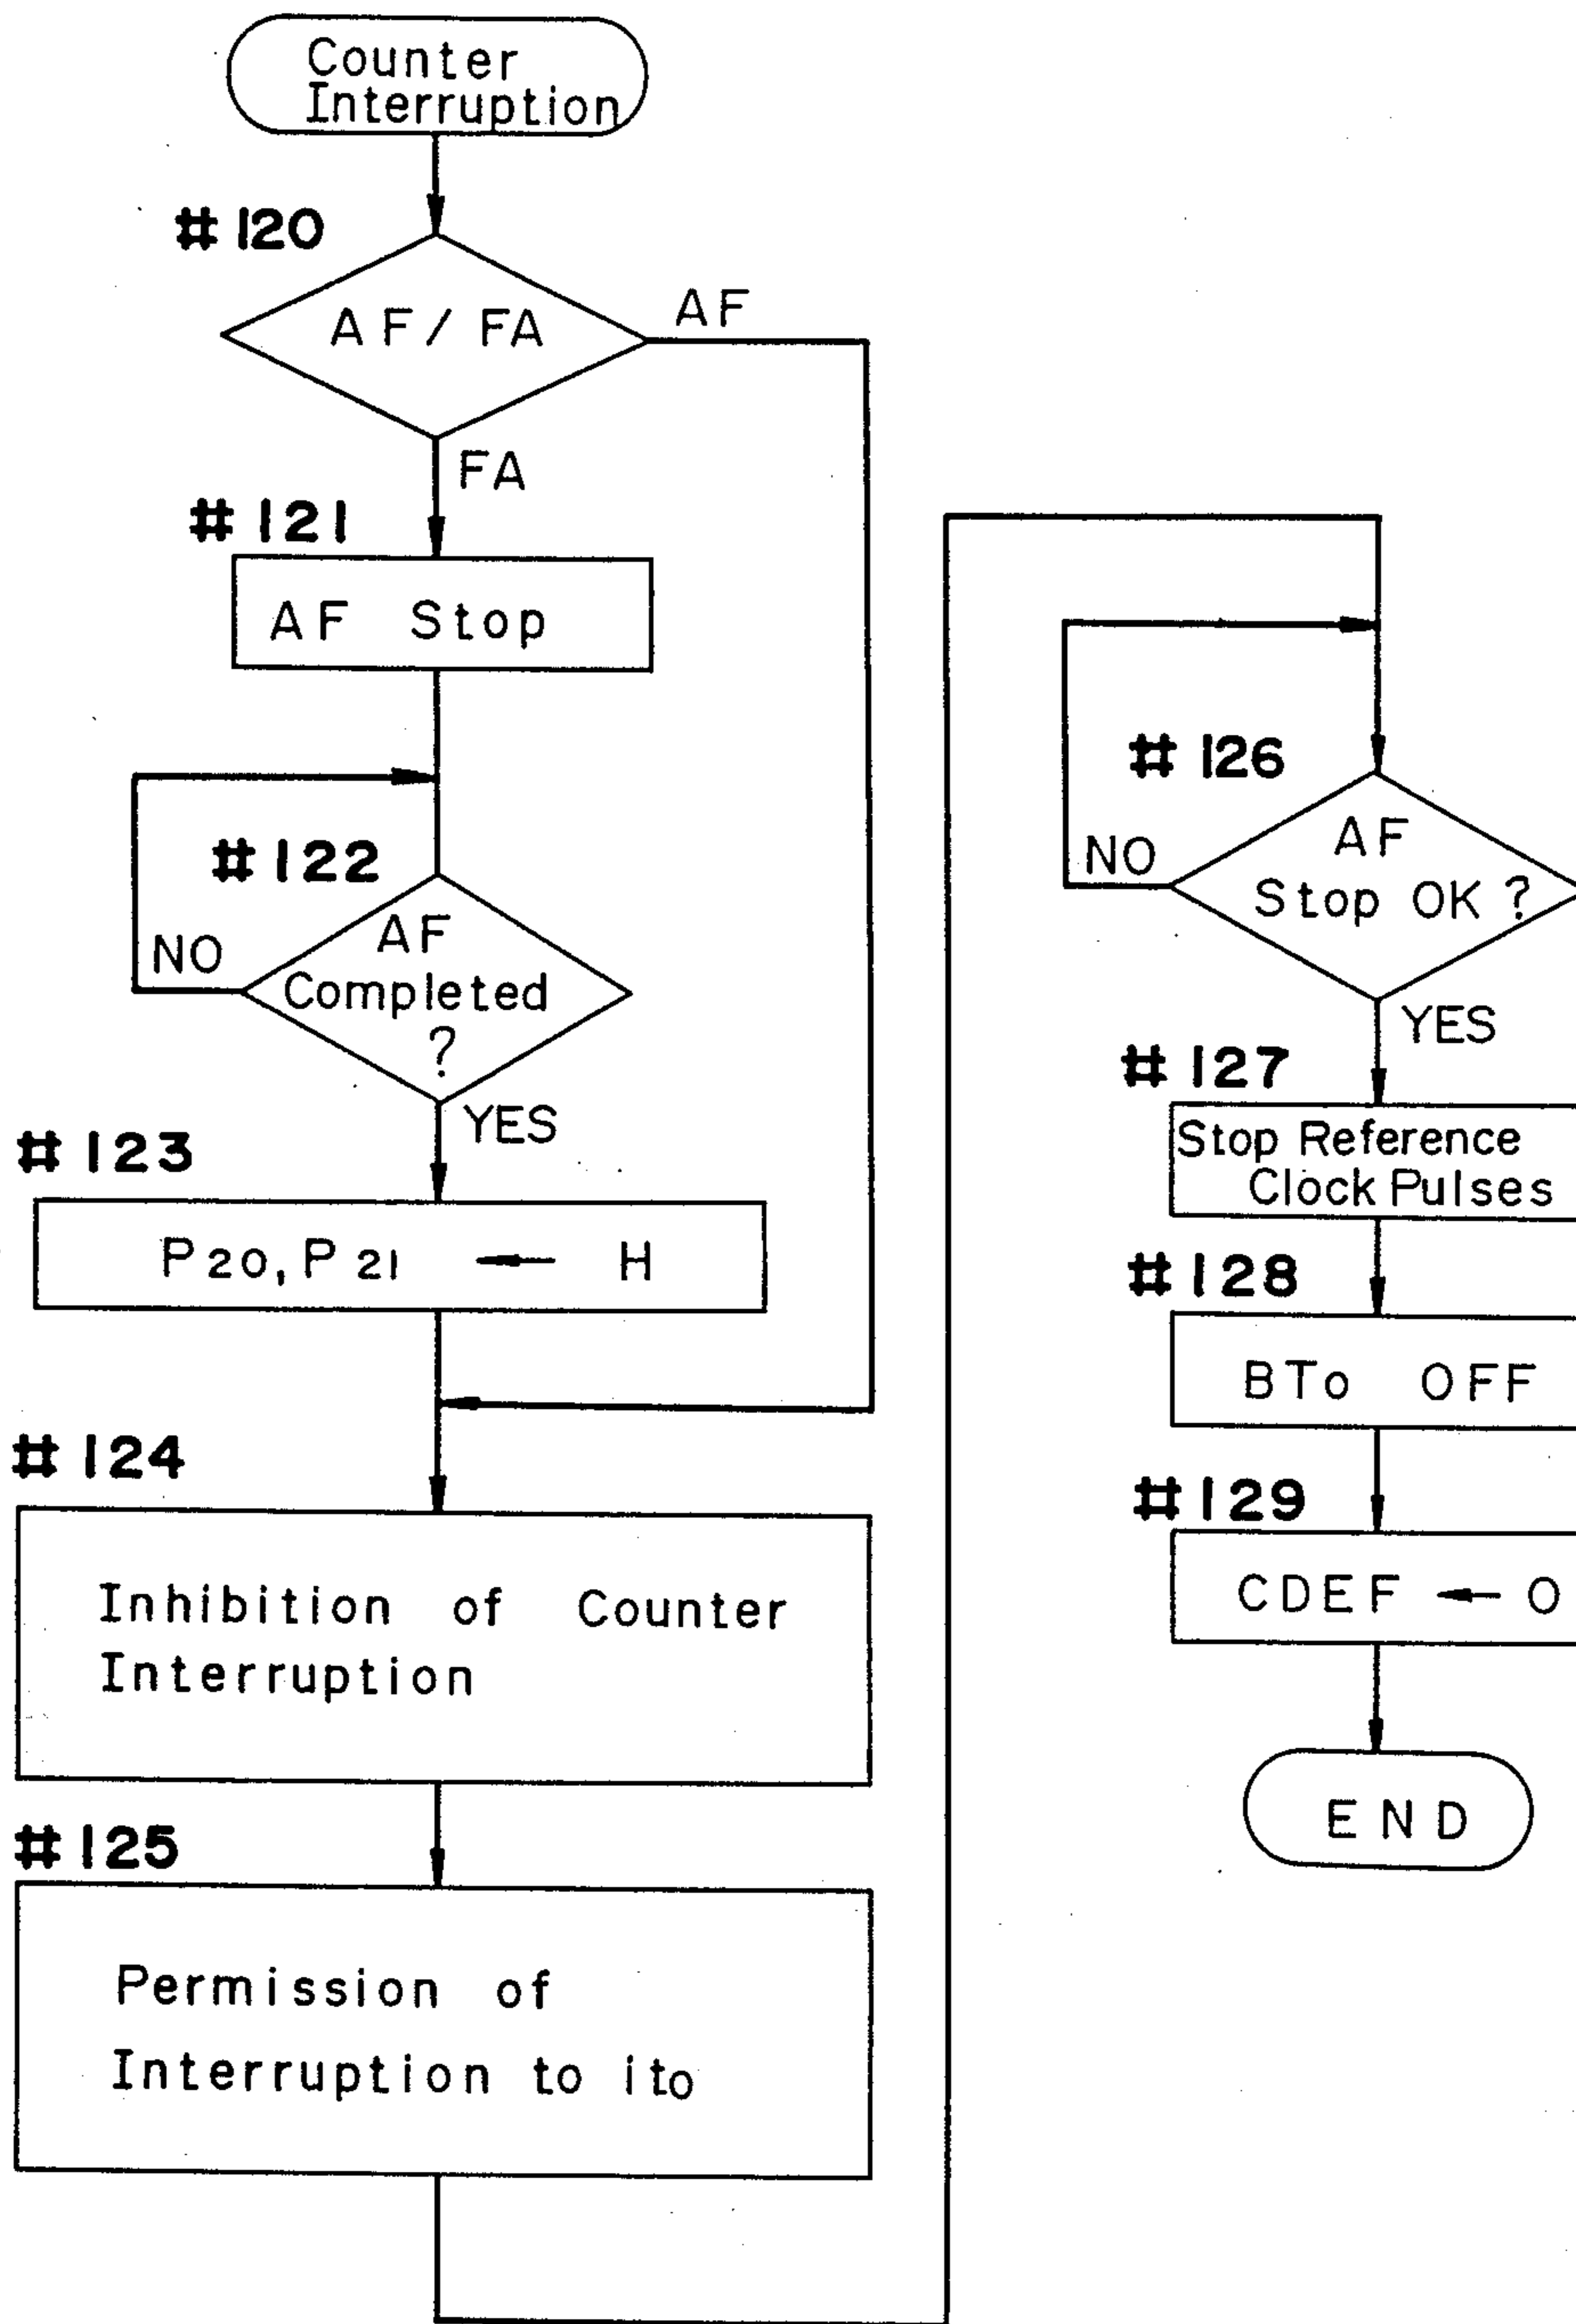 Counter
Interruption
#120
AF/FA
AF
FA
#121
AF Stop
#122
AF
Completed
?
NO
YES
#123
P20, P21 ← H
#124
Inhibition of Counter
Interruption
#125
Permission of
Interruption to ito
#126
AF
Stop OK ?
NO
YES
#127
Stop Reference
Clock Pulses
#128
BTo OFF
#129
CDEF ← O
END